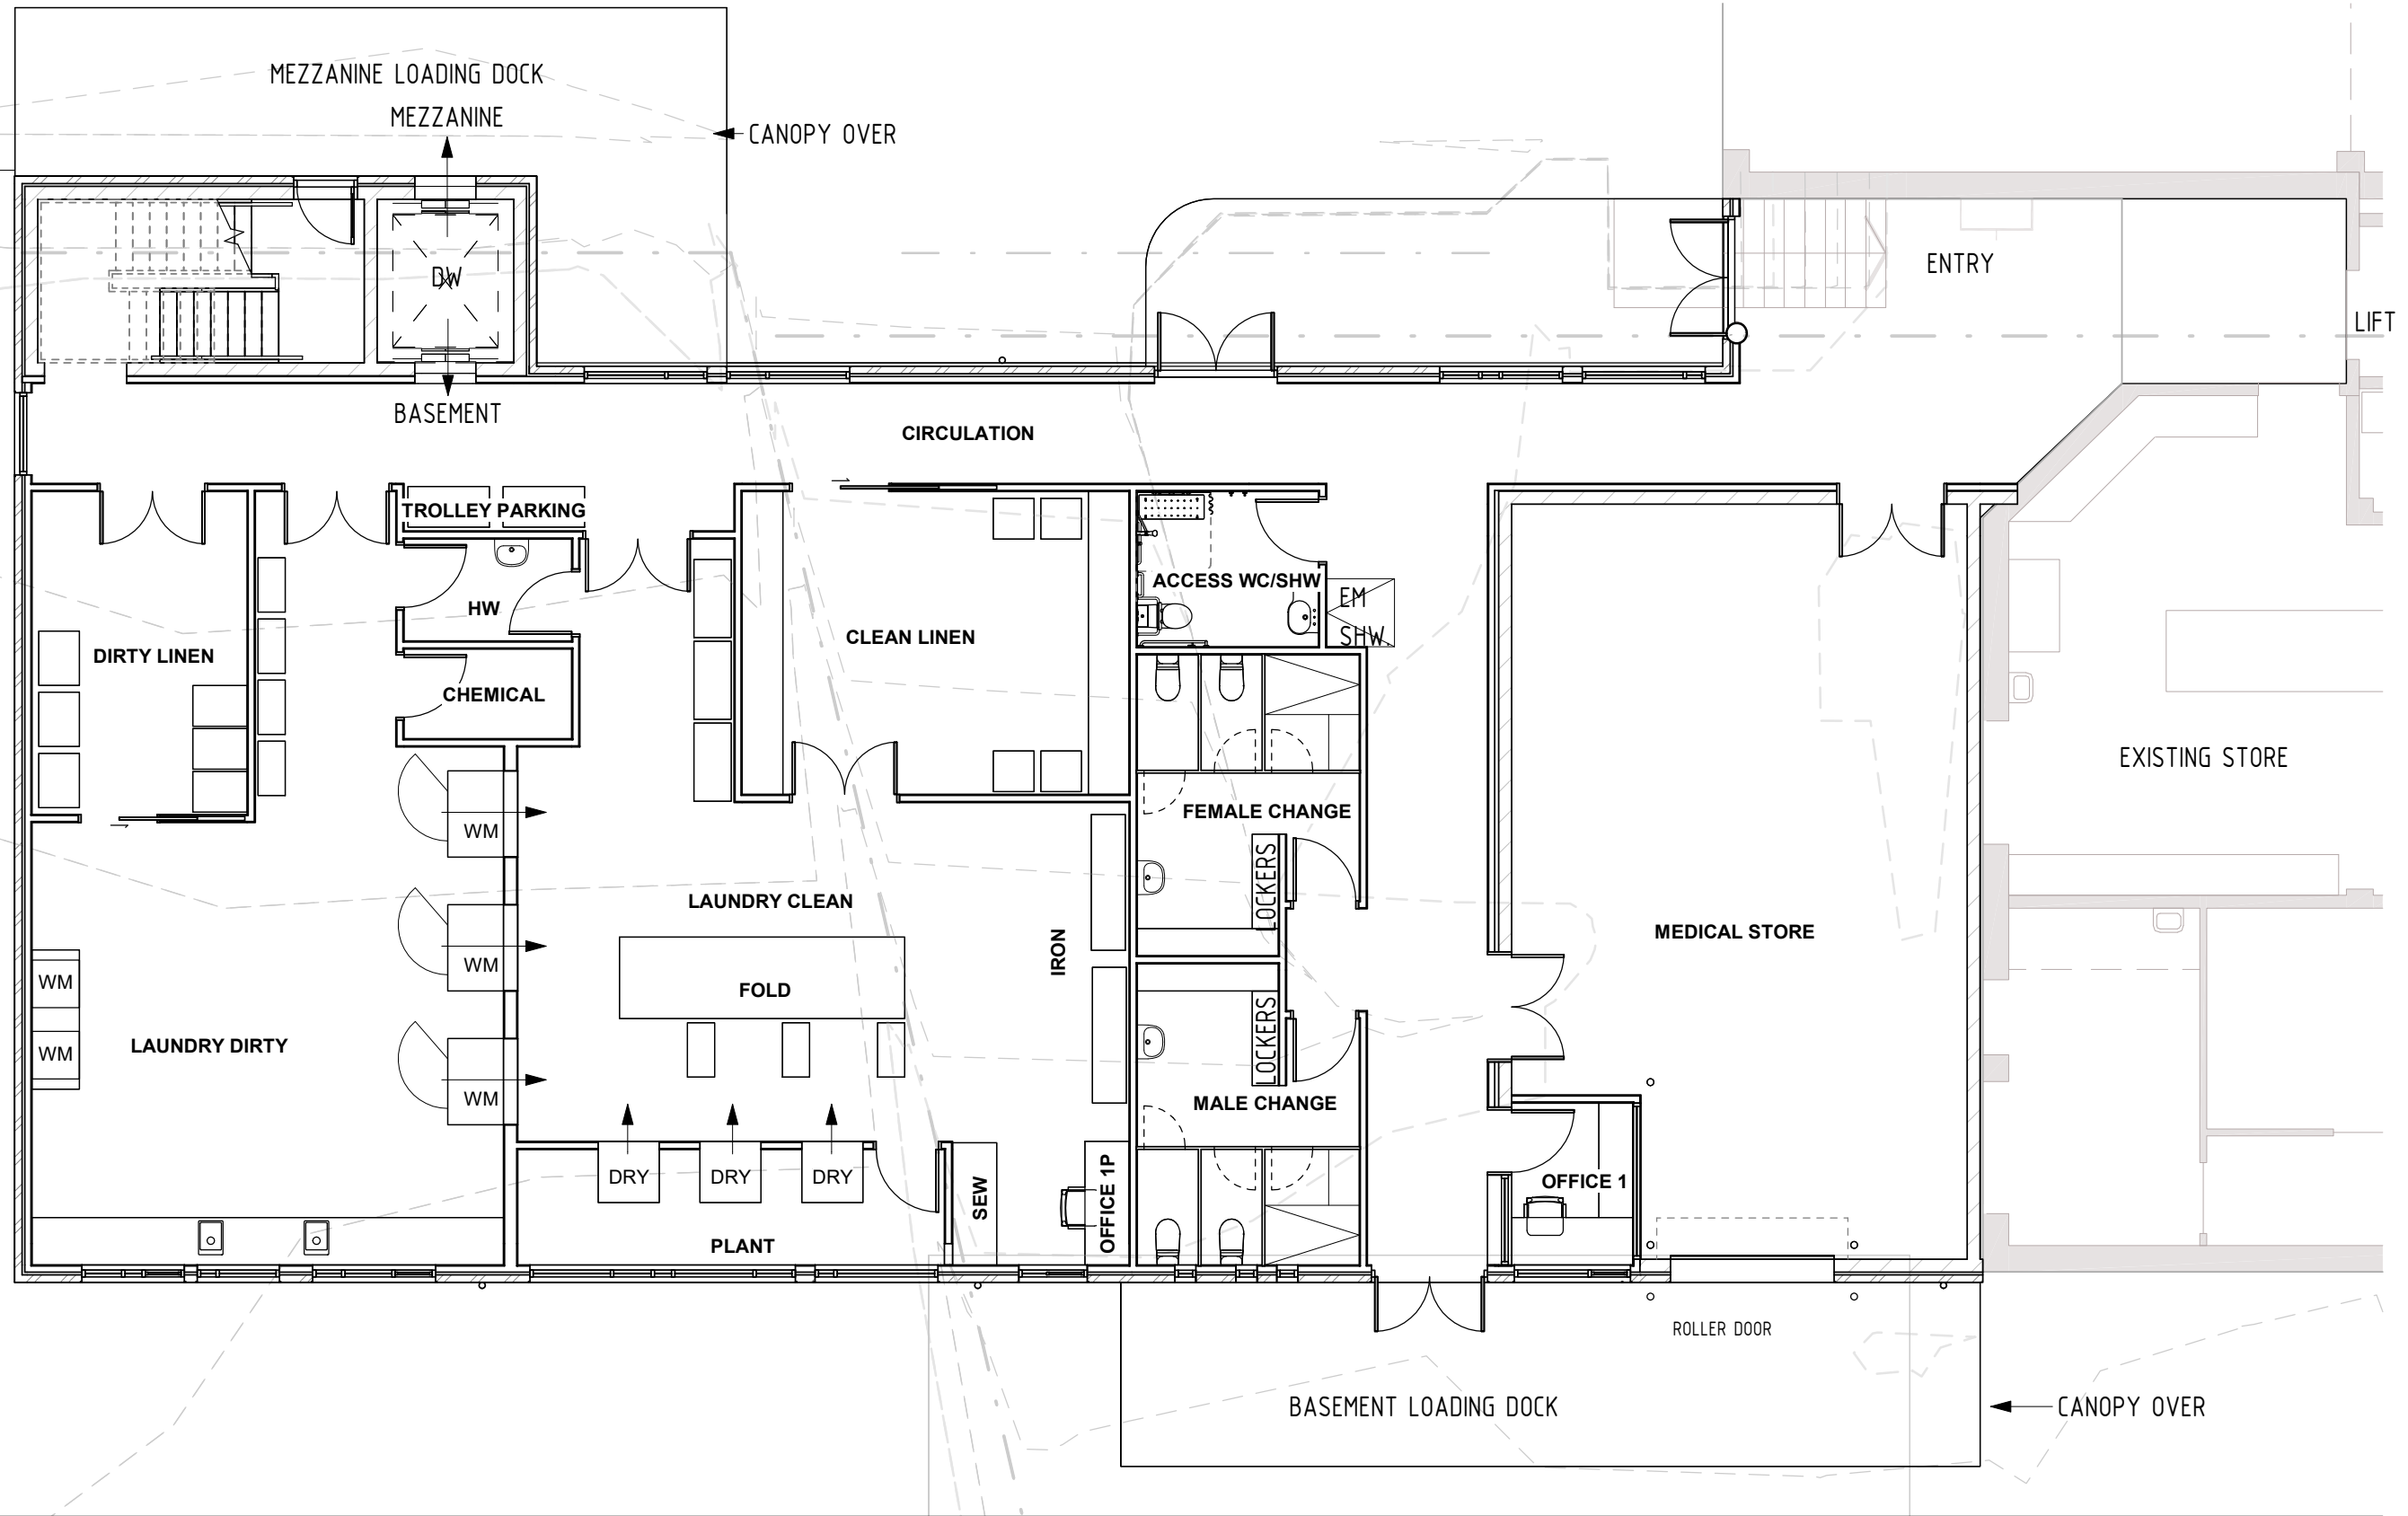 MEZZANINE LOADING DOCK
MEZZANINE
CANOPY OVER
DW
ENTRY
LIFT
BASEMENT
CIRCULATION
TROLLEY PARKING
HW
ACCESS WC/SHW
EM
SHW
DIRTY LINEN
CLEAN LINEN
CHEMICAL
EXISTING STORE
WM
FEMALE CHANGE
LOCKERS
LAUNDRY CLEAN
MEDICAL STORE
IRON
WM
WM
FOLD
LAUNDRY DIRTY
WM
LOCKERS
WM
MALE CHANGE
DRY
DRY
DRY
SEW
OFFICE 1P
OFFICE 1
PLANT
ROLLER DOOR
BASEMENT LOADING DOCK
CANOPY OVER